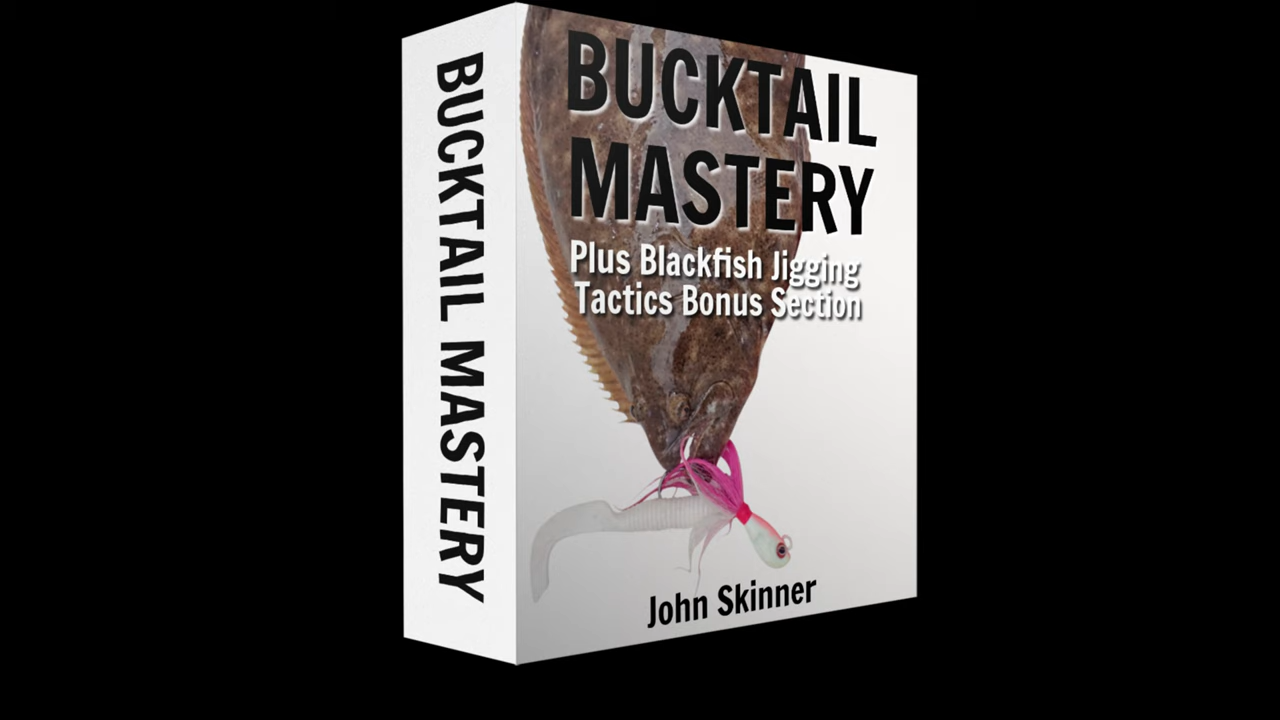 BUCKTAIL MASTERY
BUCKTAIL
MASTERY
Plus Blackfish Jigging
Tactics Bonus Section
John Skinner